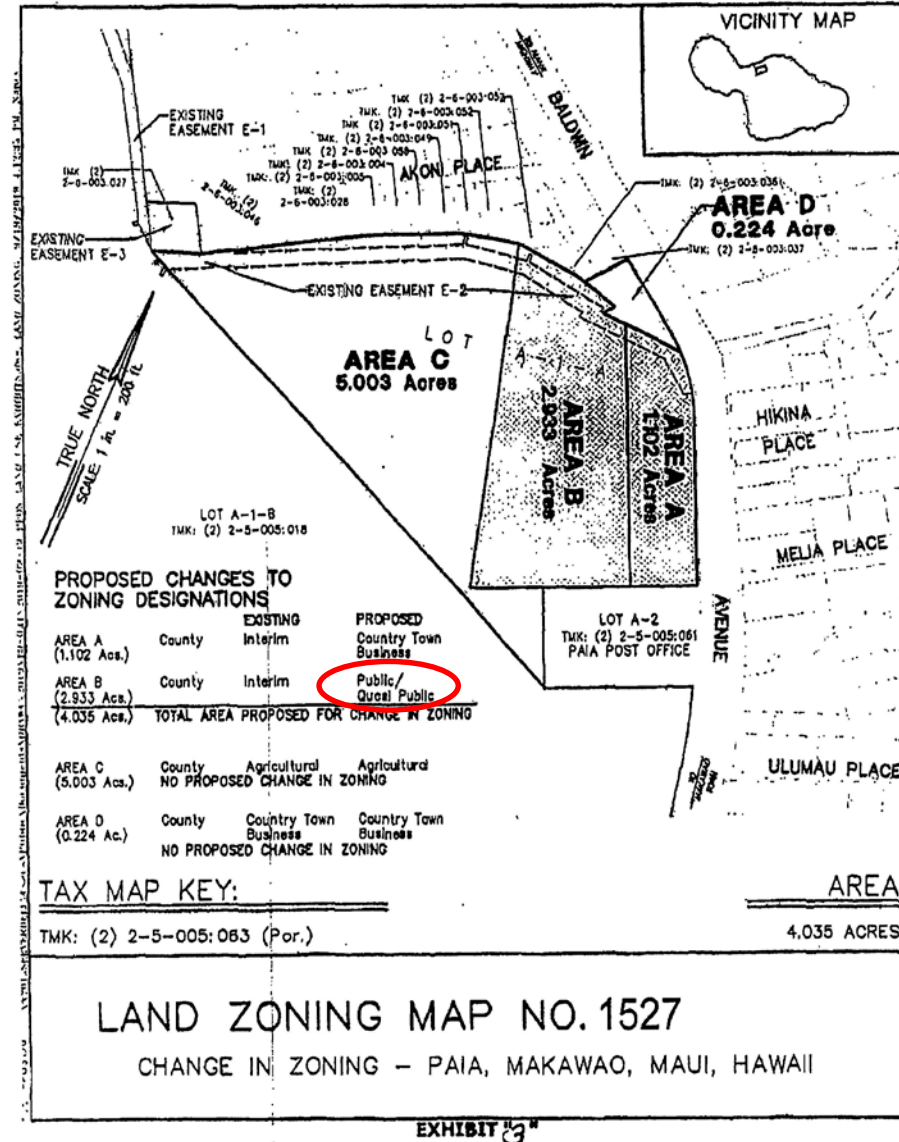 VICINITY MAP
BALDWIN
EXISTING
EASEMENT E-1
TMK (2) 2-6-003:052
TMK. (2) 2-6-003:051
TMK. (2) 2-6-003:049
TMK (2) 2-6-003 058
TMK: (2) 2-6-003:004
TMK: (2) 2-6-003:005
TMK: (2)
2-6-003:028
AKONI PLACE
TMK (2)
2-6-003:027
TMK: (2)
2-6-003:046
TMK: (2) 2-6-003:036
AREA D
0.224 Acre
TMK; (2) 2-6-003:037
EXISTING
EASEMENT E-3
EXISTING EASEMENT E-2
LOT
A-1-
AREA C
5.003 Acres
AREA B
2.933 Acres
AREA A
1.102 Acres
TRUE NORTH
SCALE: 1 in. = 200 ft.
HIKINA
PLACE
MELIA PLACE
LOT A-1-B
TMK: (2) 2-5-005:018
LOT A-2
TMK: (2) 2-5-005:061
PAIA POST OFFICE
AVENUE
ULUMAU PLACE
PROPOSED CHANGES TO
ZONING DESIGNATIONS
EXISTING PROPOSED
AREA A County Interim Country Town
(1.102 Acs.) Business
AREA B County Interim Public/
(2.933 Acs.) Quasi Public
(4.035 Acs.) TOTAL AREA PROPOSED FOR CHANGE IN ZONING
AREA C County Agricultural Agricultural
(5.003 Acs.) NO PROPOSED CHANGE IN ZONING
AREA D County Country Town Country Town
(0.224 Ac.) Business Business
NO PROPOSED CHANGE IN ZONING
TAX MAP KEY: AREA
TMK: (2) 2-5-005:063 (Por.) 4.035 ACRES
LAND ZONING MAP NO. 1527
CHANGE IN ZONING – PAIA, MAKAWAO, MAUI, HAWAII
EXHIBIT "3"